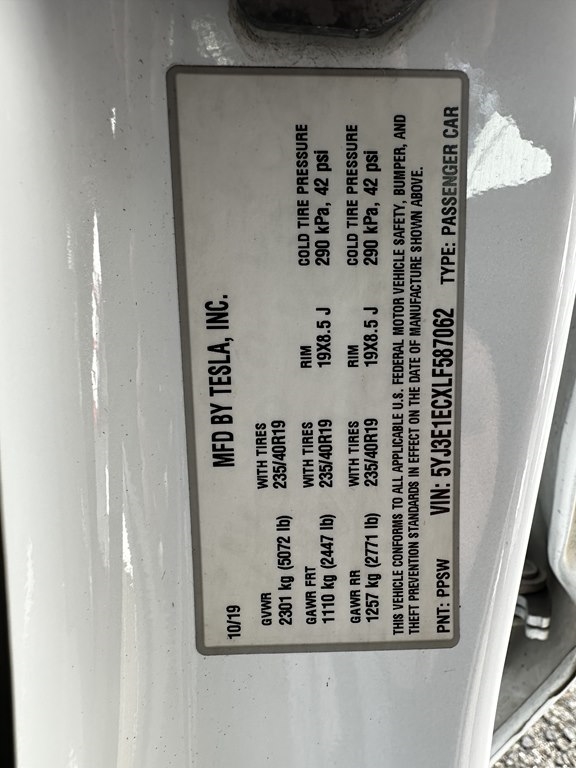 MFD BY TESLA, INC.
10/19
GVWR WITH TIRES
2301 kg (5072 lb) 235/40R19
GAWR FRT WITH TIRES RIM COLD TIRE PRESSURE
1110 kg (2447 lb) 235/40R19 19X8.5 J 290 kPa, 42 psi
GAWR RR WITH TIRES RIM COLD TIRE PRESSURE
1257 kg (2771 lb) 235/40R19 19X8.5 J 290 kPa, 42 psi
THIS VEHICLE CONFORMS TO ALL APPLICABLE U.S. FEDERAL MOTOR VEHICLE SAFETY, BUMPER, AND
THEFT PREVENTION STANDARDS IN EFFECT ON THE DATE OF MANUFACTURE SHOWN ABOVE.
PNT: PPSW VIN: 5YJ3E1ECXLF587062 TYPE: PASSENGER CAR